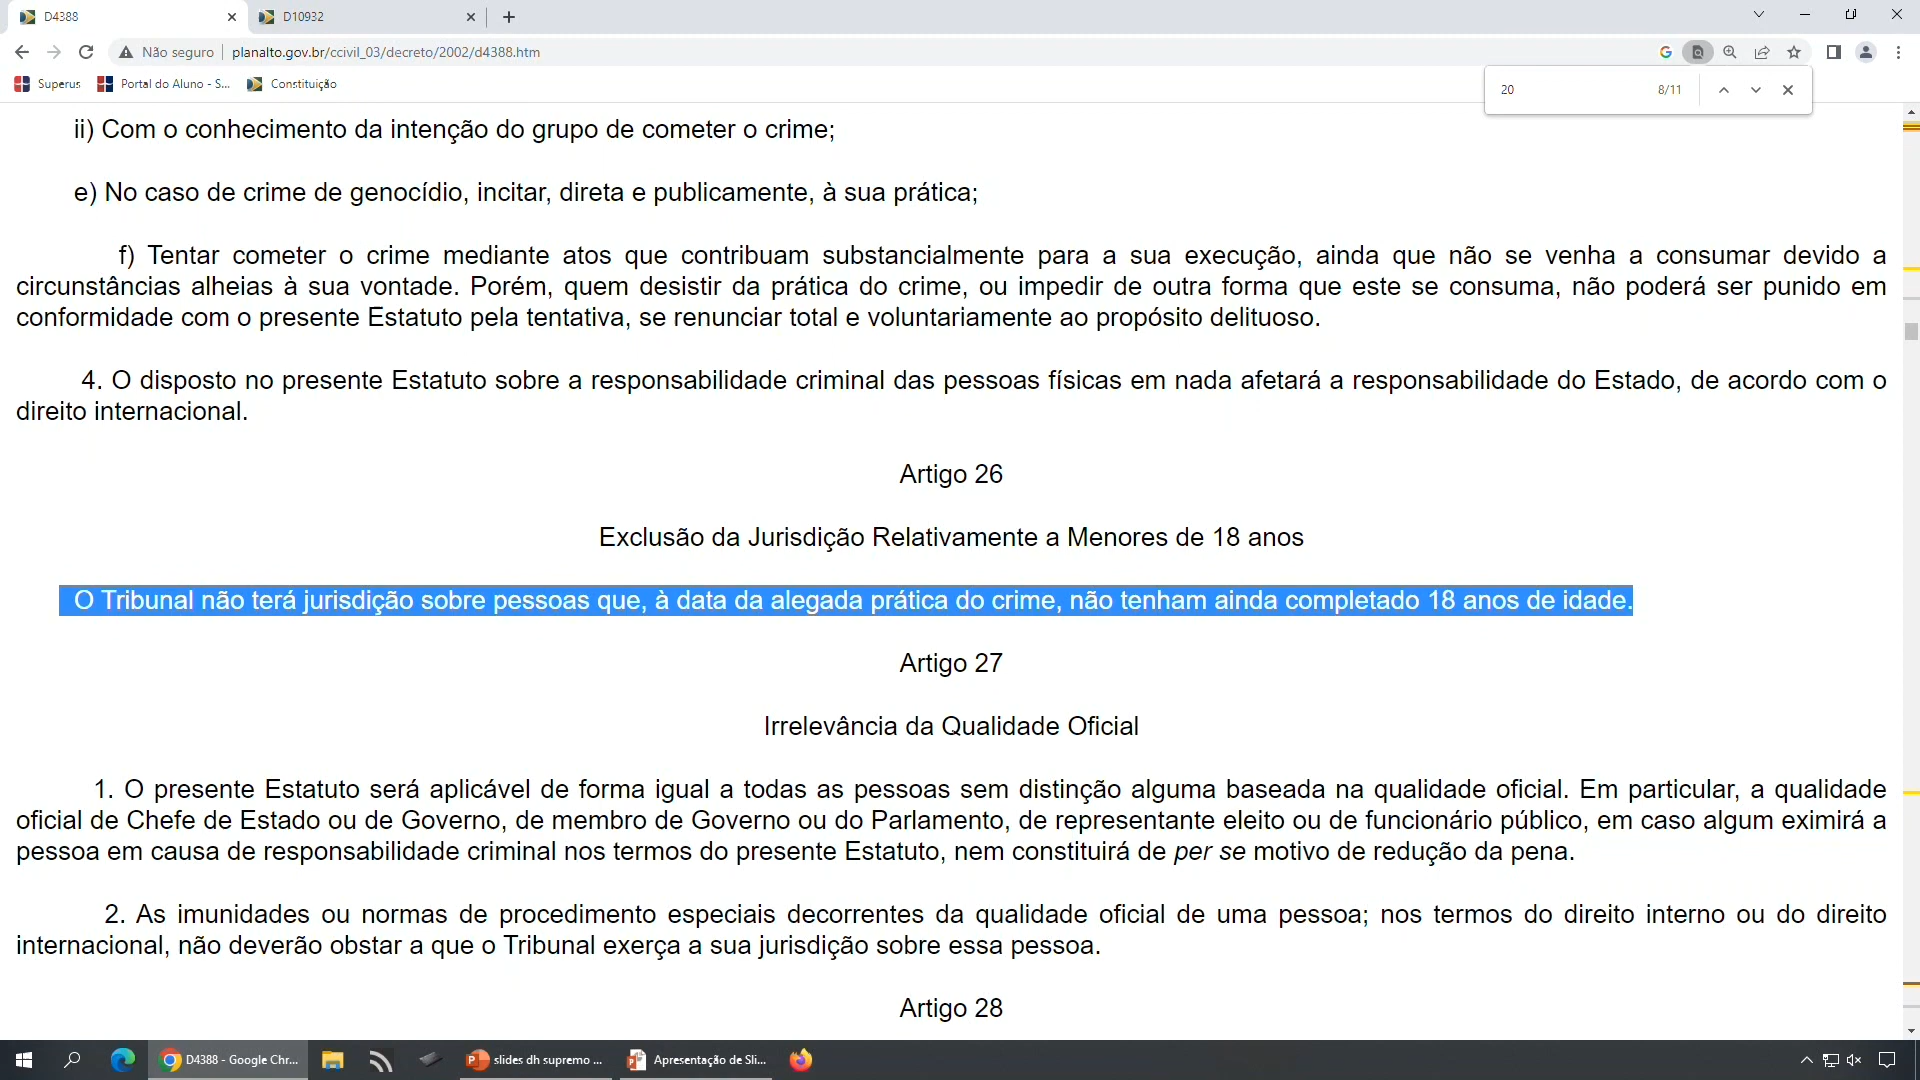 D4388
D10932
Não seguro
planalto.gov.br/ccivil_03/decreto/2002/d4388.htm
Superus
Portal do Aluno - S...
Constituição
20
8/11
ii) Com o conhecimento da intenção do grupo de cometer o crime;
e) No caso de crime de genocídio, incitar, direta e publicamente, à sua prática;
f) Tentar cometer o crime mediante atos que contribuam substancialmente para a sua execução, ainda que não se venha a consumar devido a
circunstâncias alheias à sua vontade. Porém, quem desistir da prática do crime, ou impedir de outra forma que este se consuma, não poderá ser punido em
conformidade com o presente Estatuto pela tentativa, se renunciar total e voluntariamente ao propósito delituoso.
4. O disposto no presente Estatuto sobre a responsabilidade criminal das pessoas físicas em nada afetará a responsabilidade do Estado, de acordo com o
direito internacional.
Artigo 26
Exclusão da Jurisdição Relativamente a Menores de 18 anos
O Tribunal não terá jurisdição sobre pessoas que, à data da alegada prática do crime, não tenham ainda completado 18 anos de idade.
Artigo 27
Irrelevância da Qualidade Oficial
1. O presente Estatuto será aplicável de forma igual a todas as pessoas sem distinção alguma baseada na qualidade oficial. Em particular, a qualidade
oficial de Chefe de Estado ou de Governo, de membro de Governo ou do Parlamento, de representante eleito ou de funcionário público, em caso algum eximirá a
pessoa em causa de responsabilidade criminal nos termos do presente Estatuto, nem constituirá de per se motivo de redução da pena.
2. As imunidades ou normas de procedimento especiais decorrentes da qualidade oficial de uma pessoa; nos termos do direito interno ou do direito
internacional, não deverão obstar a que o Tribunal exerça a sua jurisdição sobre essa pessoa.
Artigo 28
D4388 - Google Chr...
slides dh supremo ...
Apresentação de Sli...